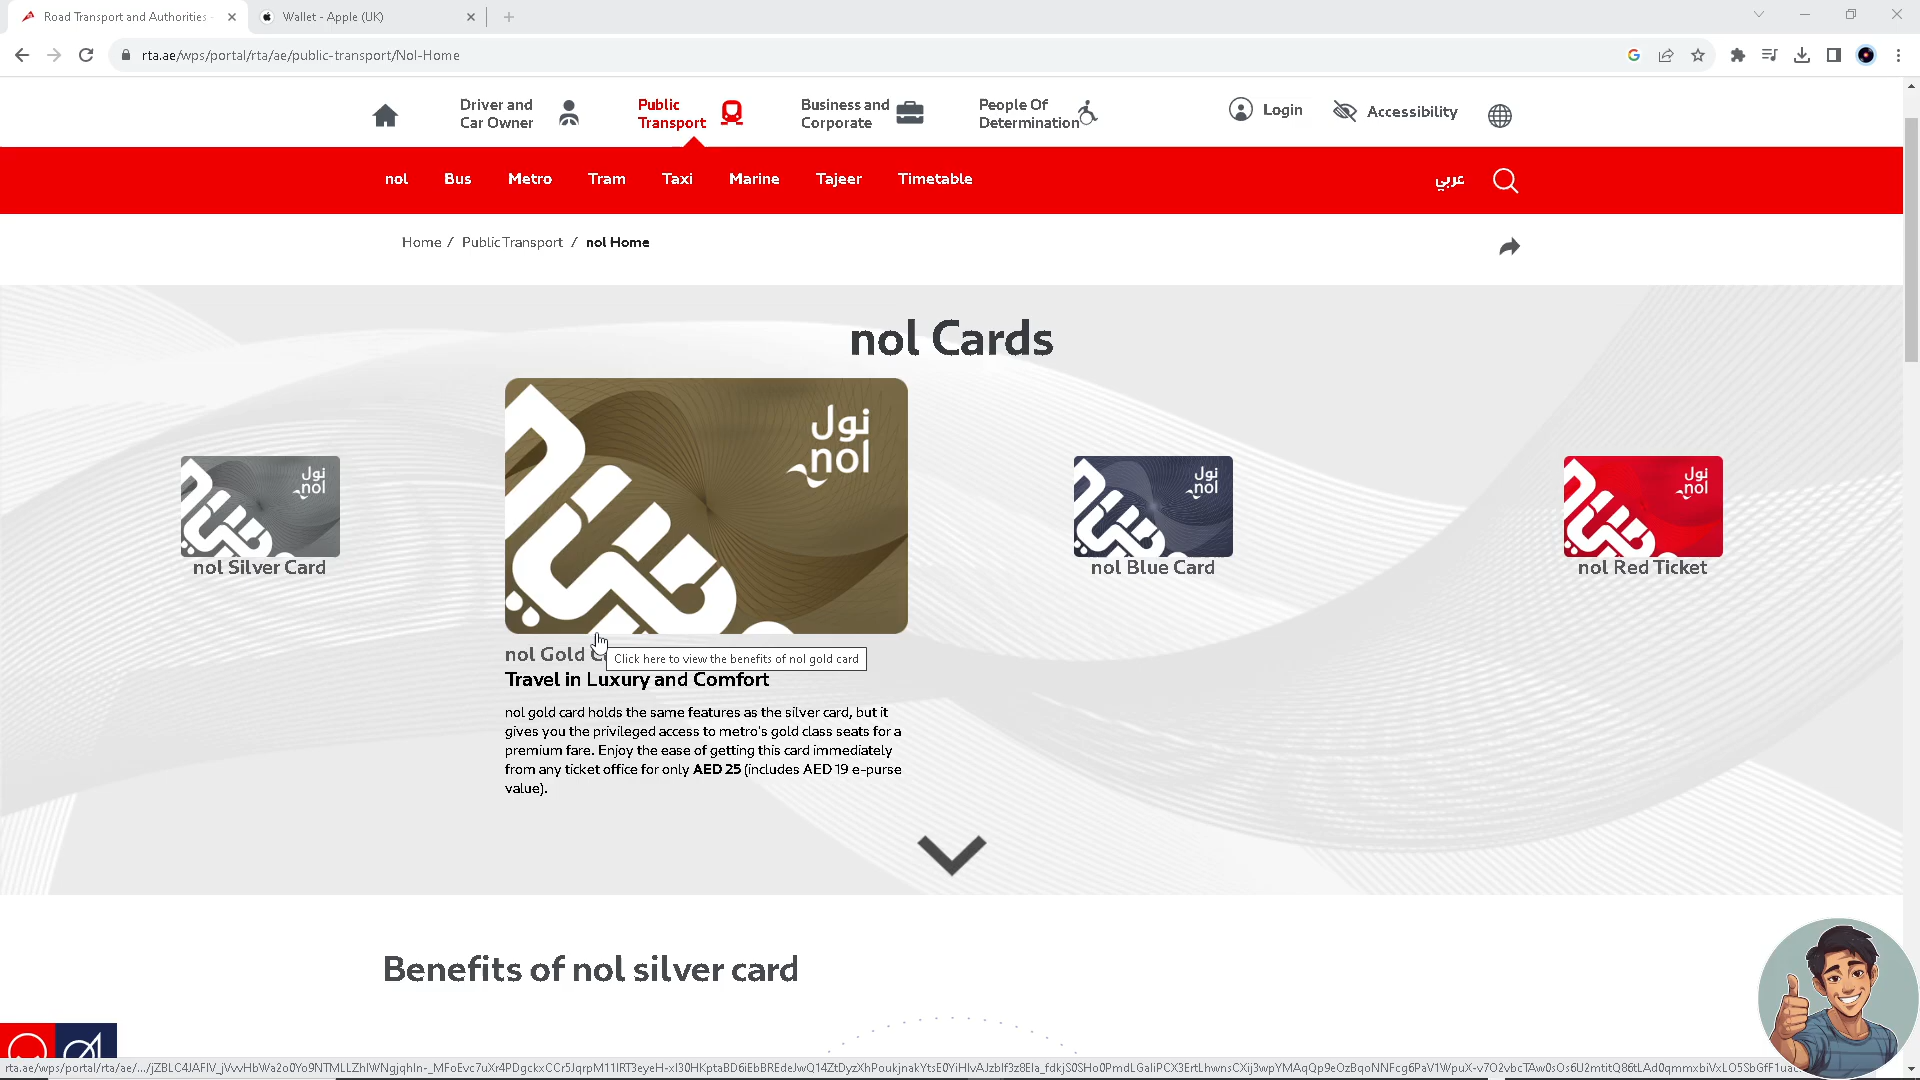 Road Transport and Authorities -
Wallet - Apple (UK)
rta.ae/wps/portal/rta/ae/public-transport/Nol-Home
Driver and
Car Owner
Public
Transport
Business and
Corporate
People Of
Determination
Login
Accessibility
nol
Bus
Metro
Tram
Taxi
Marine
Tajeer
Timetable
عربي
Home / Public Transport / nol Home
nol Cards
نول
nol
نول
nol
نول
nol
نول
nol
nol Silver Card
nol Blue Card
nol Red Ticket
nol Gold
Click here to view the benefits of nol gold card
Travel in Luxury and Comfort
nol gold card holds the same features as the silver card, but it
gives you the privileged access to metro's gold class seats for a
premium fare. Enjoy the ease of getting this card immediately
from any ticket office for only AED 25 (includes AED 19 e-purse
value).
Benefits of nol silver card